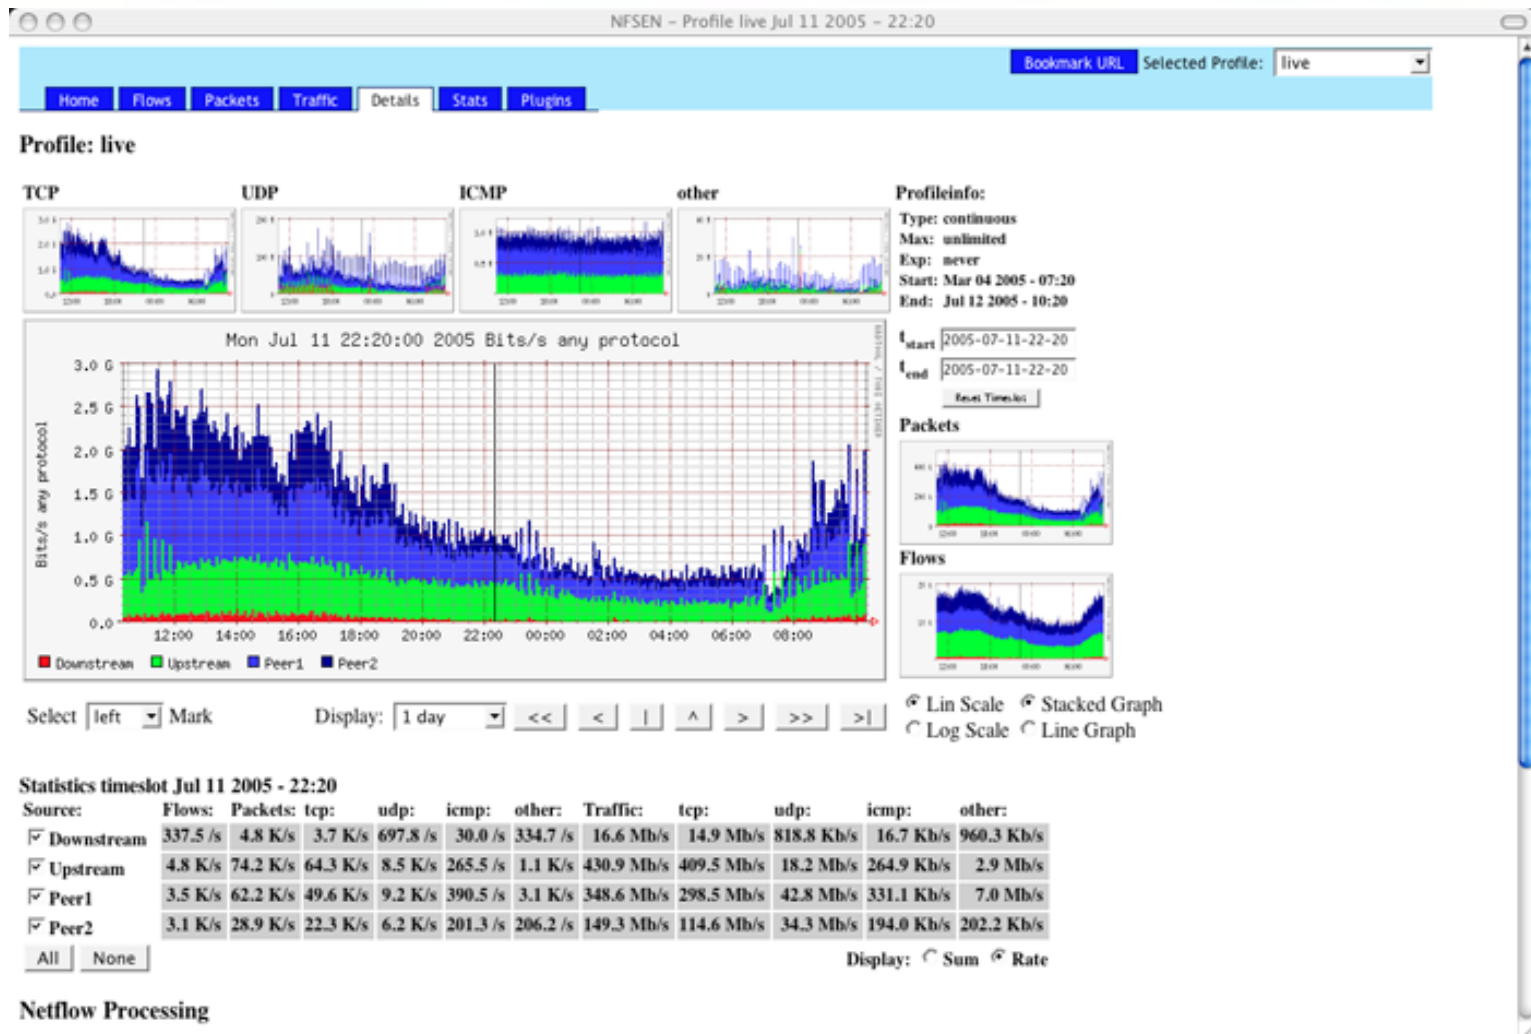 NFSEN – Profile live Jul 11 2005 – 22:20
Bookmark URL Selected Profile: live
Home Flows Packets Traffic Details Stats Plugins
Profile: live
TCP UDP ICMP other Profileinfo:
Type: continuous
Max: unlimited
Exp: never
Start: Mar 04 2005 - 07:20
End: Jul 12 2005 - 10:20
tstart 2005-07-11-22-20
tend 2005-07-11-22-20
Reset Timeslot
Mon Jul 11 22:20:00 2005 Bits/s any protocol
Bits/s any protocol
3.0 G
2.5 G
2.0 G
1.5 G
1.0 G
0.5 G
0.0
12:00 14:00 16:00 18:00 20:00 22:00 00:00 02:00 04:00 06:00 08:00
Downstream Upstream Peer1 Peer2
Packets
Flows
Select left Mark Display: 1 day << < | ^ > >> >|
Lin Scale Stacked Graph
Log Scale Line Graph
Statistics timeslot Jul 11 2005 - 22:20
Source: Flows: Packets: tcp: udp: icmp: other: Traffic: tcp: udp: icmp: other:
Downstream 337.5 /s 4.8 K/s 3.7 K/s 697.8 /s 30.0 /s 334.7 /s 16.6 Mb/s 14.9 Mb/s 818.8 Kb/s 16.7 Kb/s 960.3 Kb/s
Upstream 4.8 K/s 74.2 K/s 64.3 K/s 8.5 K/s 265.5 /s 1.1 K/s 430.9 Mb/s 409.5 Mb/s 18.2 Mb/s 264.9 Kb/s 2.9 Mb/s
Peer1 3.5 K/s 62.2 K/s 49.6 K/s 9.2 K/s 390.5 /s 3.1 K/s 348.6 Mb/s 298.5 Mb/s 42.8 Mb/s 331.1 Kb/s 7.0 Mb/s
Peer2 3.1 K/s 28.9 K/s 22.3 K/s 6.2 K/s 201.3 /s 206.2 /s 149.3 Mb/s 114.6 Mb/s 34.3 Mb/s 194.0 Kb/s 202.2 Kb/s
All None Display: Sum Rate
Netflow Processing